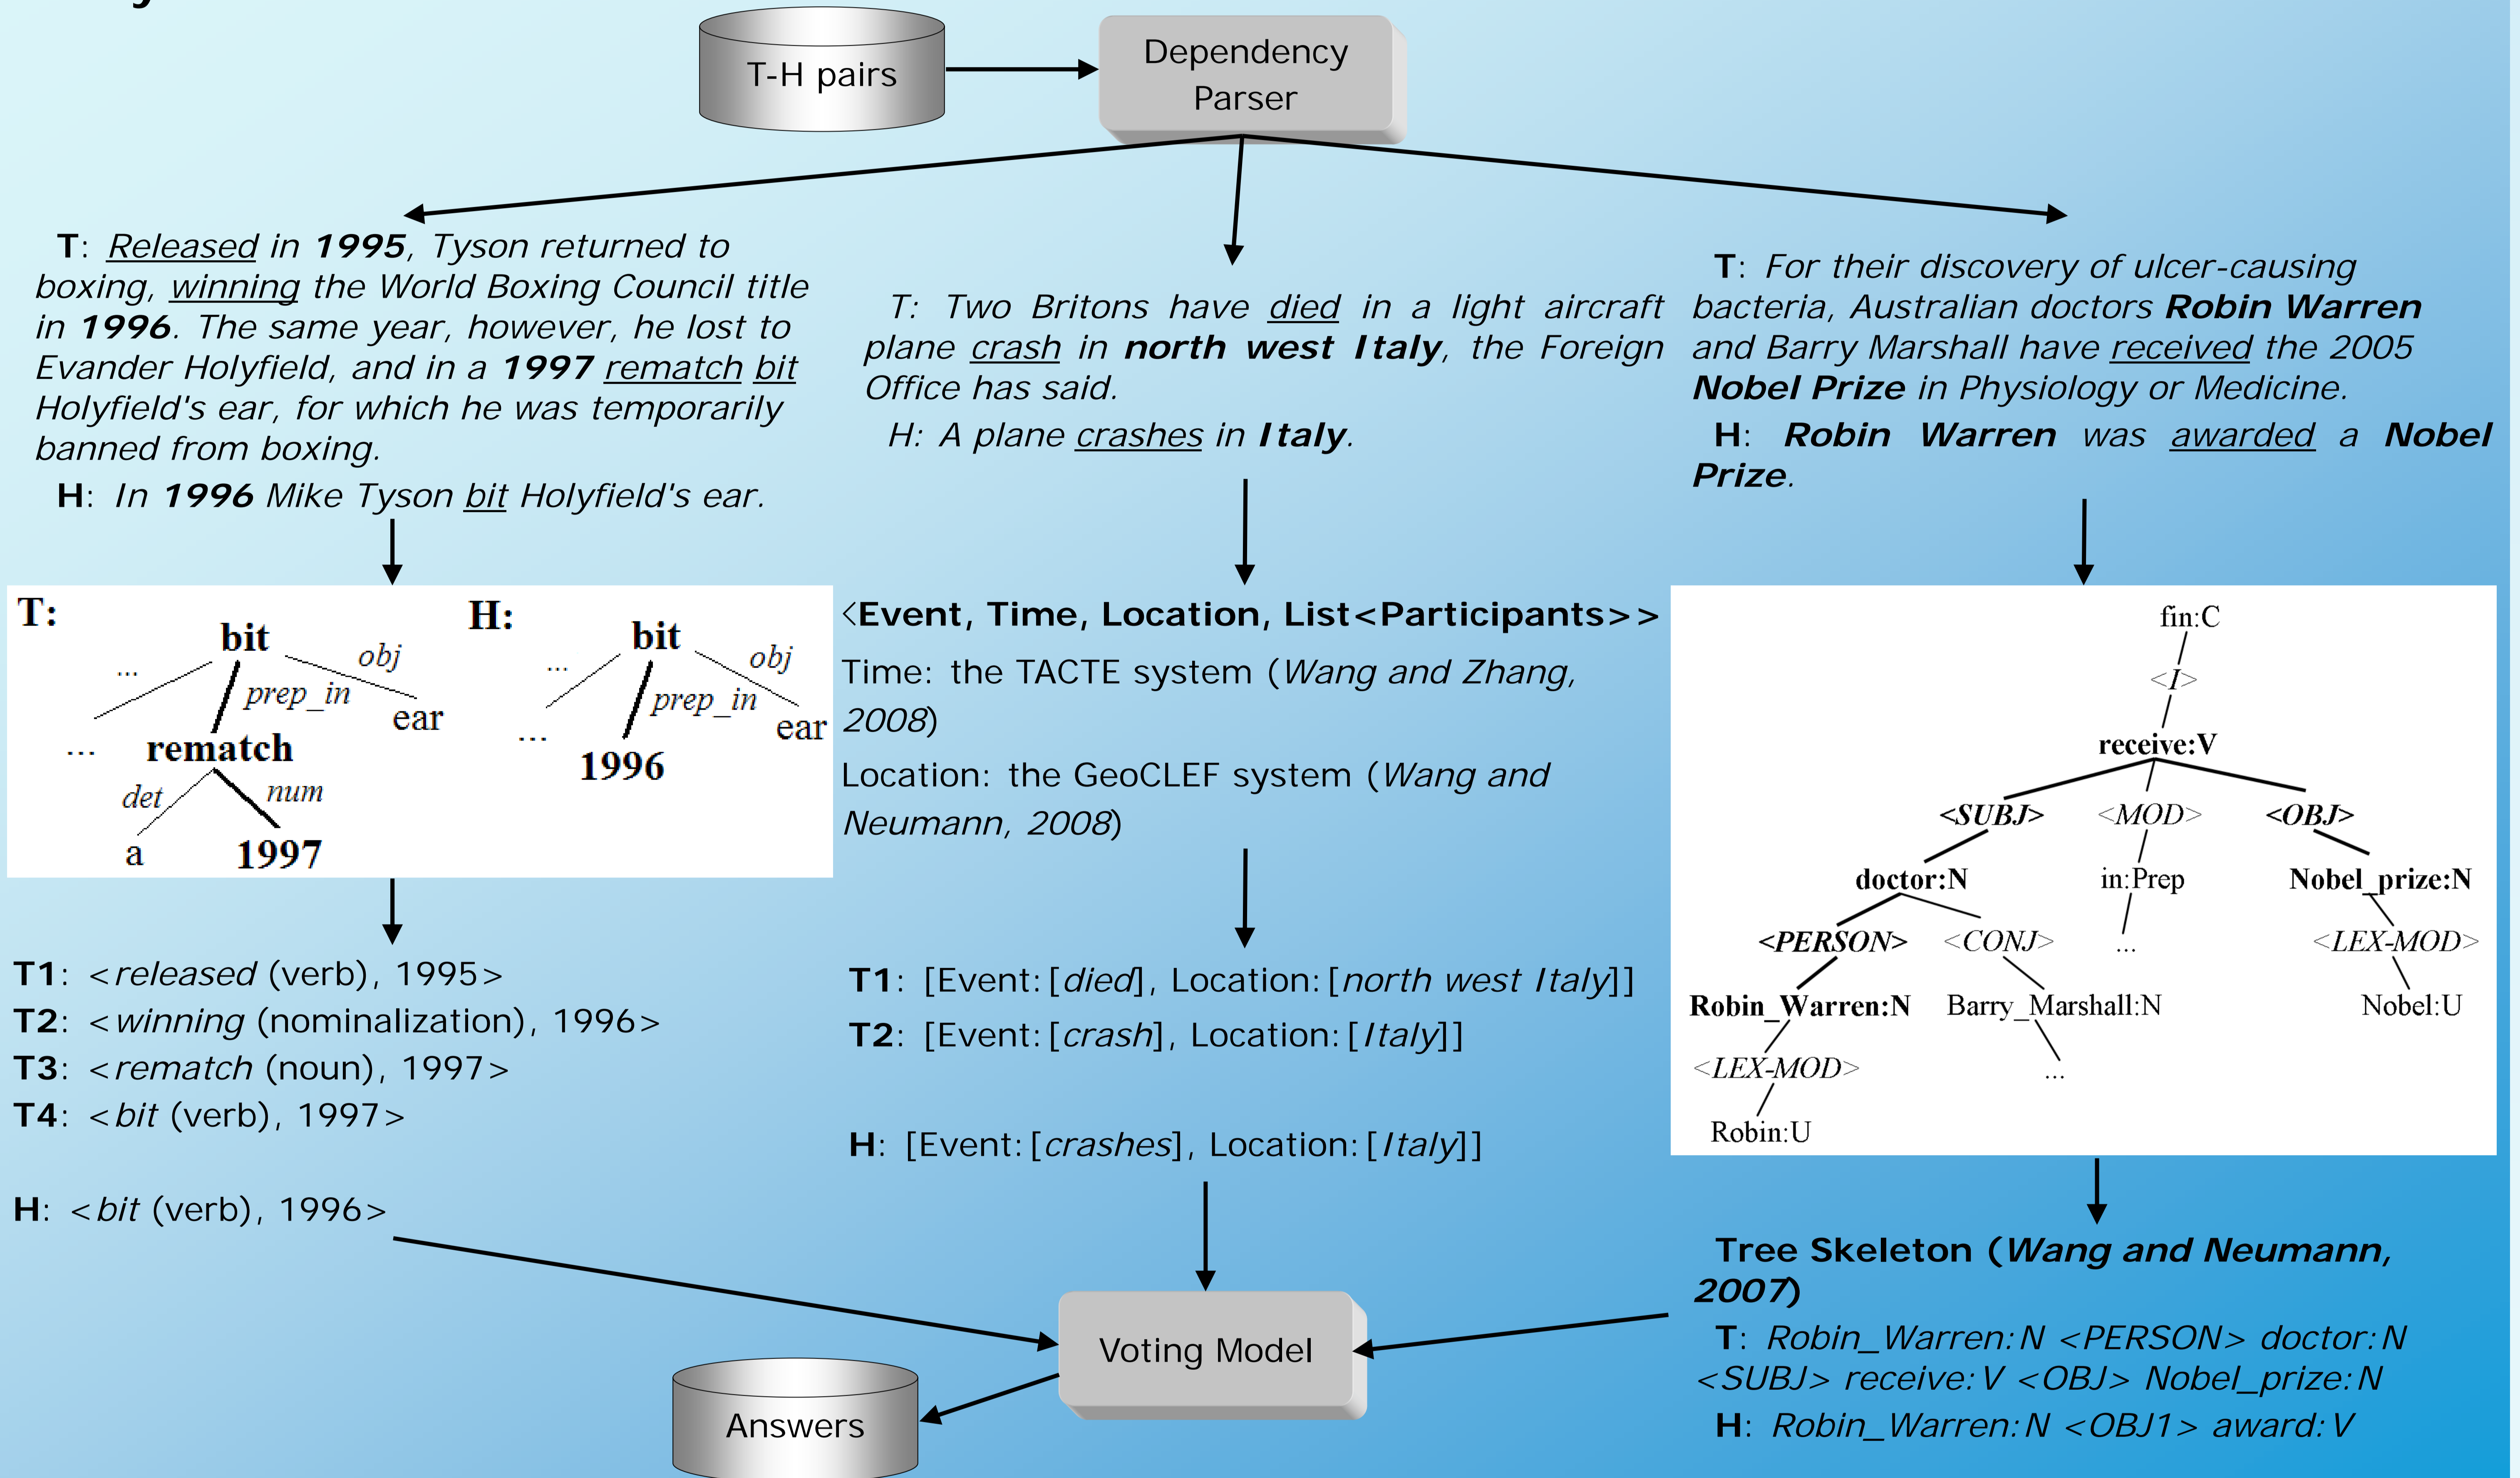 T-H pairs
Dependency
Parser
T: Released in 1995, Tyson returned to
boxing, winning the World Boxing Council title
in 1996. The same year, however, he lost to
Evander Holyfield, and in a 1997 rematch bit
Holyfield's ear, for which he was temporarily
banned from boxing.
H: In 1996 Mike Tyson bit Holyfield's ear.
T: Two Britons have died in a light aircraft
plane crash in north west Italy, the Foreign
Office has said.
H: A plane crashes in Italy.
T: For their discovery of ulcer-causing
bacteria, Australian doctors Robin Warren
and Barry Marshall have received the 2005
Nobel Prize in Physiology or Medicine.
H: Robin Warren was awarded a Nobel
Prize.
T:
bit
...
obj
prep_in
ear
...
rematch
det
num
a
1997
H:
bit
...
obj
prep_in
ear
...
1996
<Event, Time, Location, List<Participants>>
Time: the TACTE system (Wang and Zhang,
2008)
Location: the GeoCLEF system (Wang and
Neumann, 2008)
fin:C
<I>
receive:V
<SUBJ> <MOD> <OBJ>
doctor:N in:Prep Nobel_prize:N
<PERSON> <CONJ> ... <LEX-MOD>
Robin_Warren:N Barry_Marshall:N Nobel:U
<LEX-MOD> ...
Robin:U
T1: <released (verb), 1995>
T2: <winning (nominalization), 1996>
T3: <rematch (noun), 1997>
T4: <bit (verb), 1997>
H: <bit (verb), 1996>
T1: [Event:[died], Location:[north west Italy]]
T2: [Event:[crash], Location:[Italy]]
H: [Event:[crashes], Location:[Italy]]
Tree Skeleton (Wang and Neumann,
2007)
T: Robin_Warren:N <PERSON> doctor:N
<SUBJ> receive:V <OBJ> Nobel_prize:N
H: Robin_Warren:N <OBJ1> award:V
Voting Model
Answers